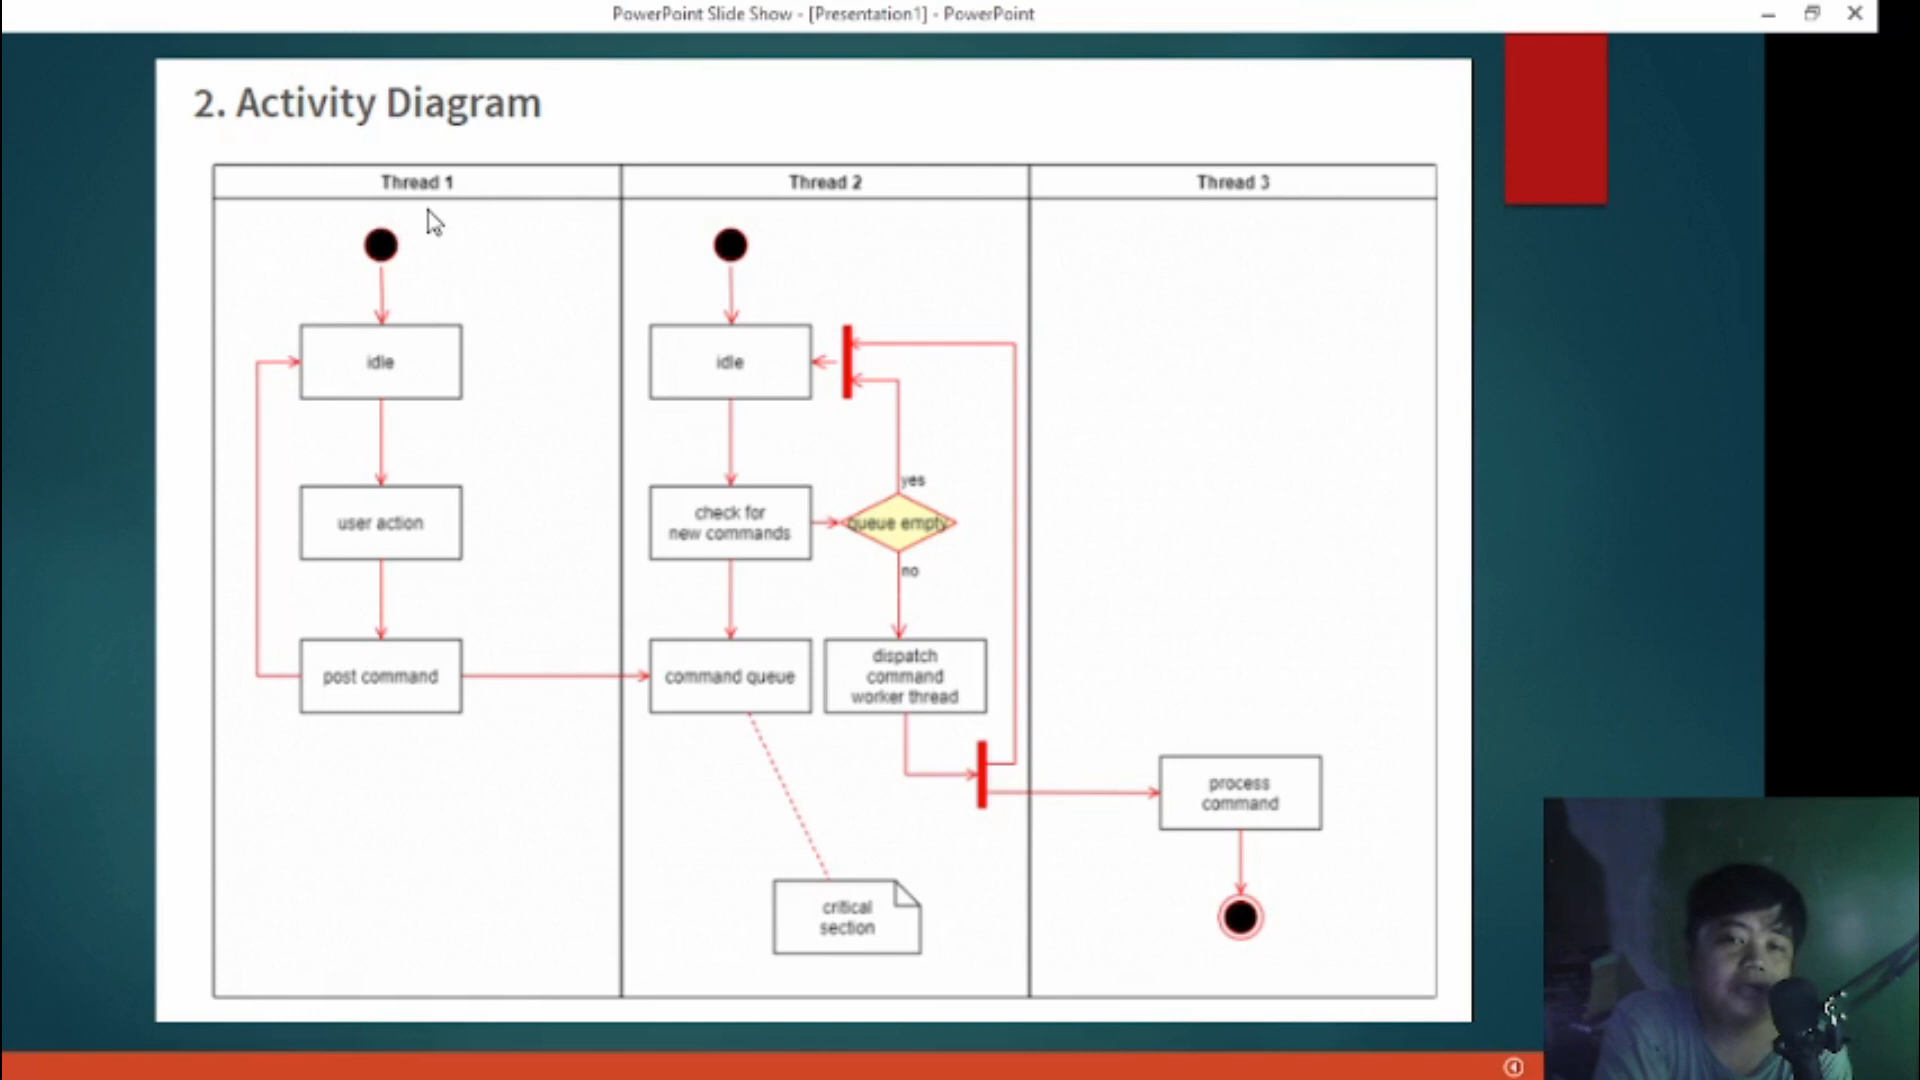 PowerPoint Slide Show - [Presentation1] - PowerPoint
2. Activity Diagram
Thread 1
Thread 2
Thread 3
idle
idle
user action
check for
new commands
yes
queue empty
no
post command
command queue
dispatch
command
worker thread
process
command
critical
section